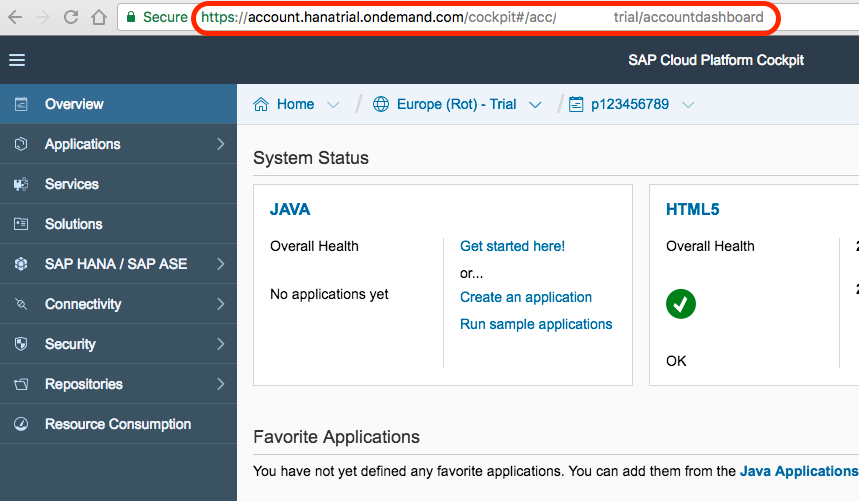 Secure https://account.hanatrial.ondemand.com/cockpit#/acc/ trial/accountdashboard
SAP Cloud Platform Cockpit
Overview
Applications
Services
Solutions
SAP HANA / SAP ASE
Connectivity
Security
Repositories
Resource Consumption
Home / Europe (Rot) - Trial / p123456789
System Status
JAVA
Overall Health
No applications yet
Get started here!
or...
Create an application
Run sample applications
HTML5
Overall Health
OK
2
2
Favorite Applications
You have not yet defined any favorite applications. You can add them from the Java Applications